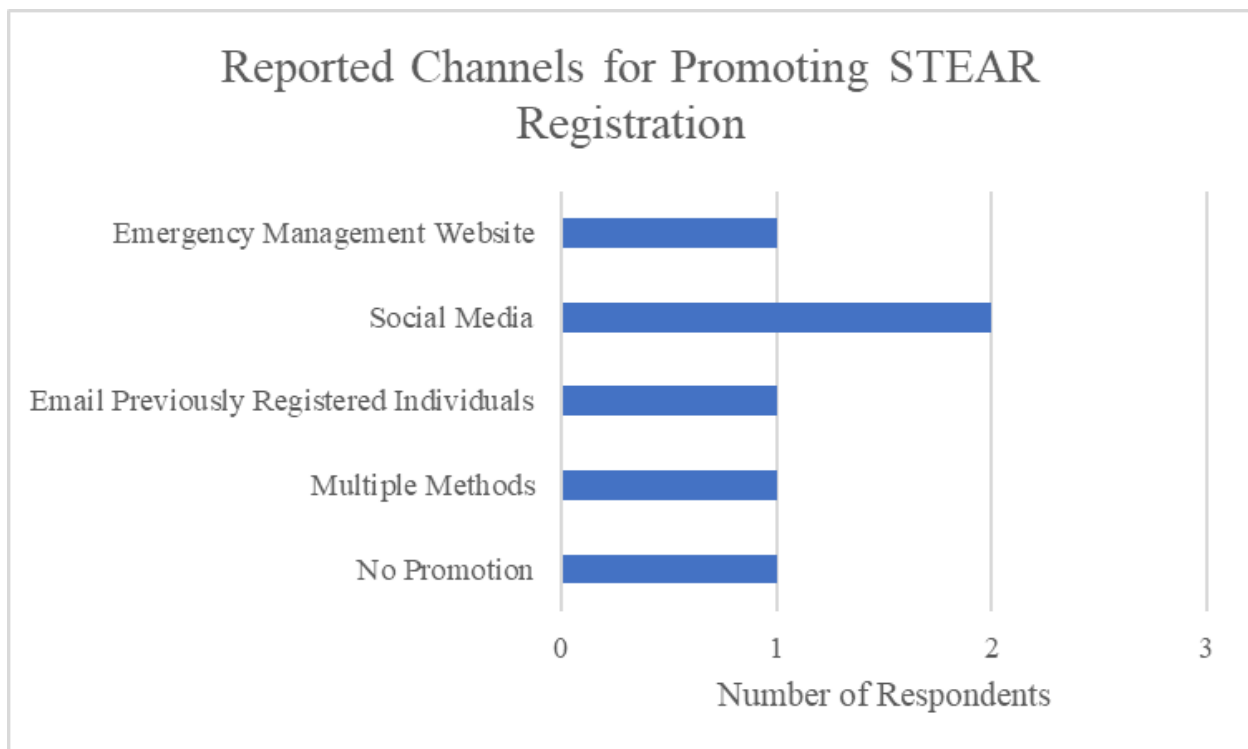 Reported Channels for Promoting STEAR
Registration
Emergency Management Website
Social Media
Email Previously Registered Individuals
Multiple Methods
No Promotion
0 1 2 3
Number of Respondents